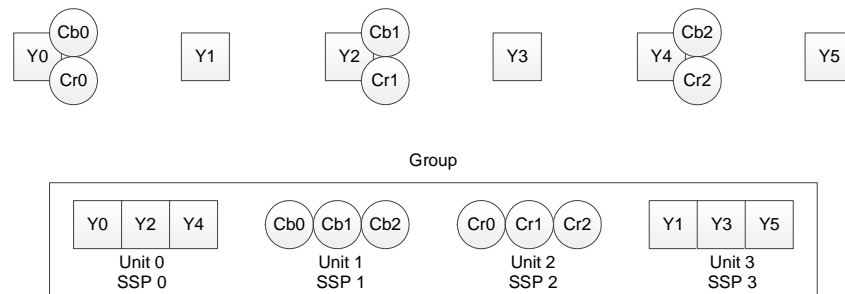 Cb0 Cb1 Cb2
Y0 Y1 Y2 Y3 Y4 Y5
Cr0 Cr1 Cr2
Group
Y0 Y2 Y4 Cb0 Cb1 Cb2 Cr0 Cr1 Cr2 Y1 Y3 Y5
Unit 0 Unit 1 Unit 2 Unit 3
SSP 0 SSP 1 SSP 2 SSP 3